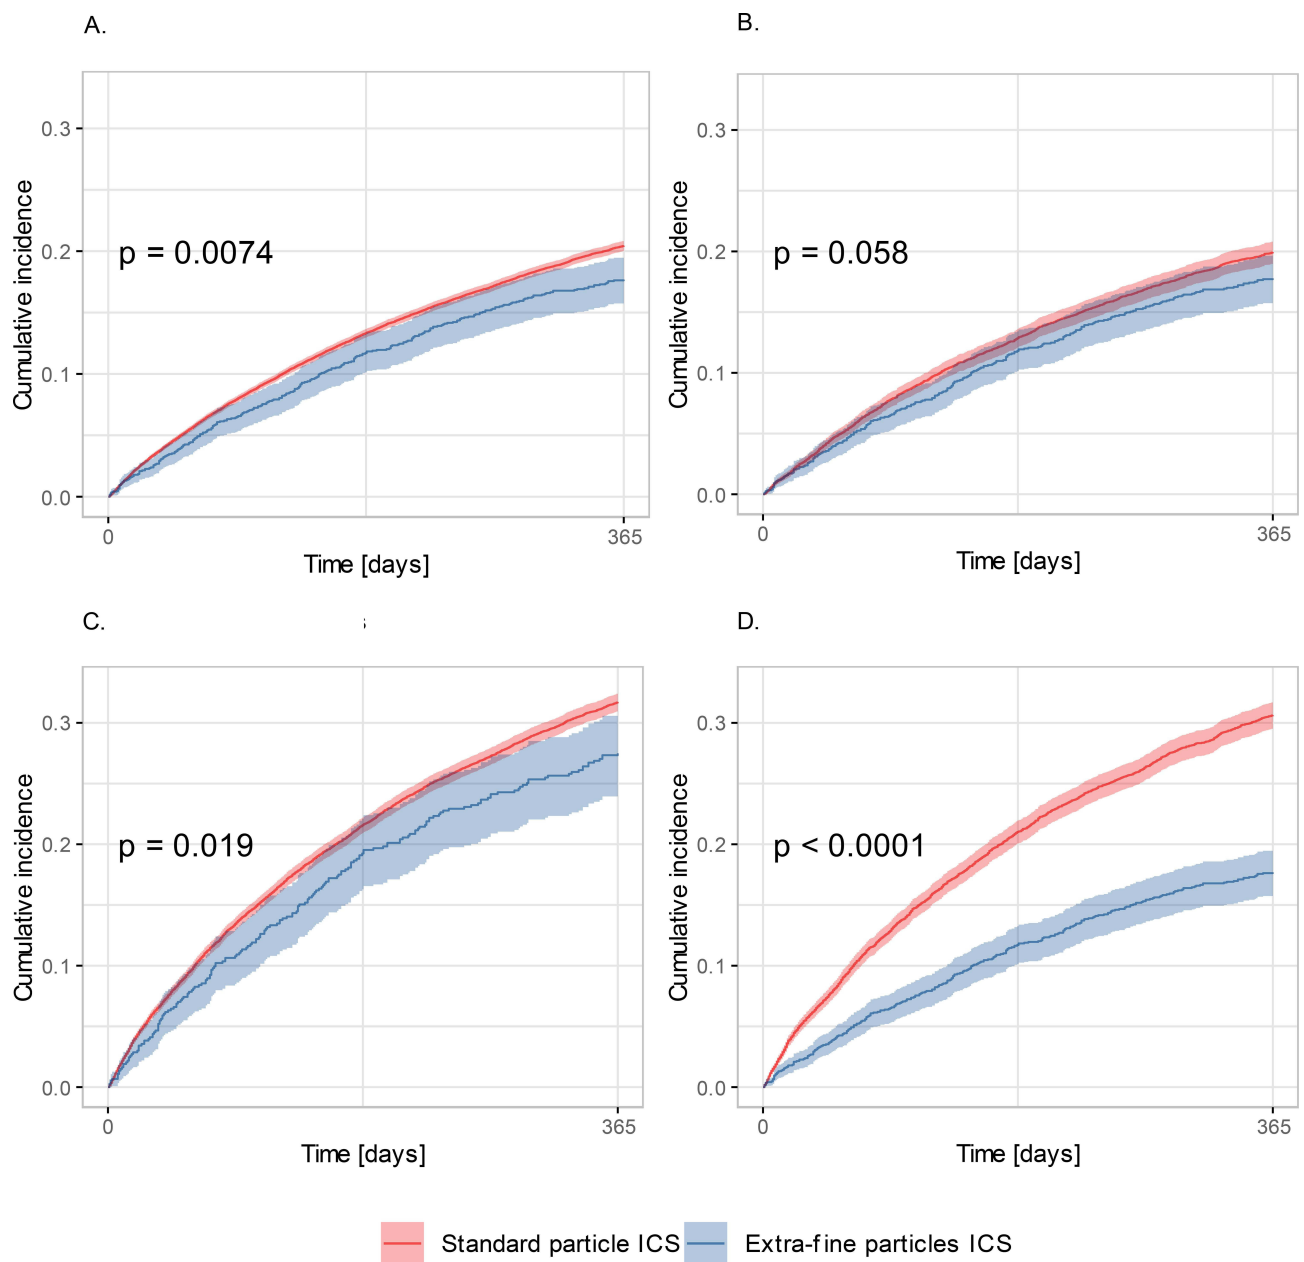 A.
B.
Cumulative incidence
0.3
0.2
0.1
0.0
p = 0.0074
0
365
Time [days]
Cumulative incidence
0.3
0.2
0.1
0.0
p = 0.058
0
365
Time [days]
C.
D.
Cumulative incidence
0.3
0.2
0.1
0.0
p = 0.019
0
365
Time [days]
Cumulative incidence
0.3
0.2
0.1
0.0
p < 0.0001
0
365
Time [days]
Standard particle ICS
Extra-fine particles ICS